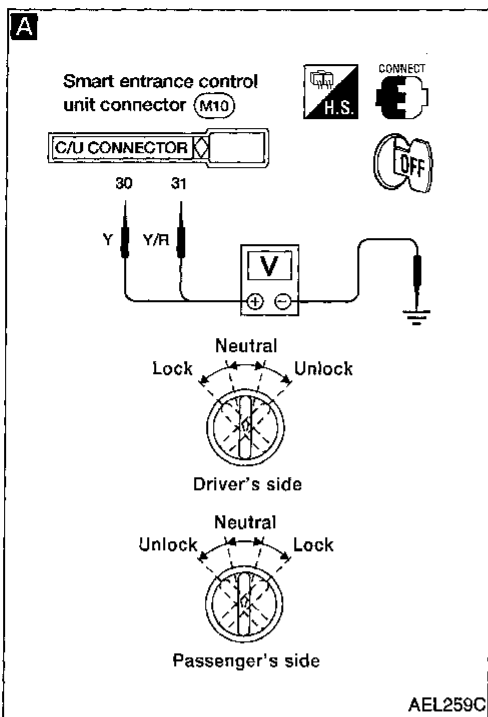 A
Smart entrance control
unit connector (M10)
CONNECT
H.S.
C/U CONNECTOR
OFF
30 31
Y Y/R
V
⊕ ⊖
Neutral
Lock Unlock
Driver's side
Neutral
Unlock Lock
Passenger's side
AEL259C